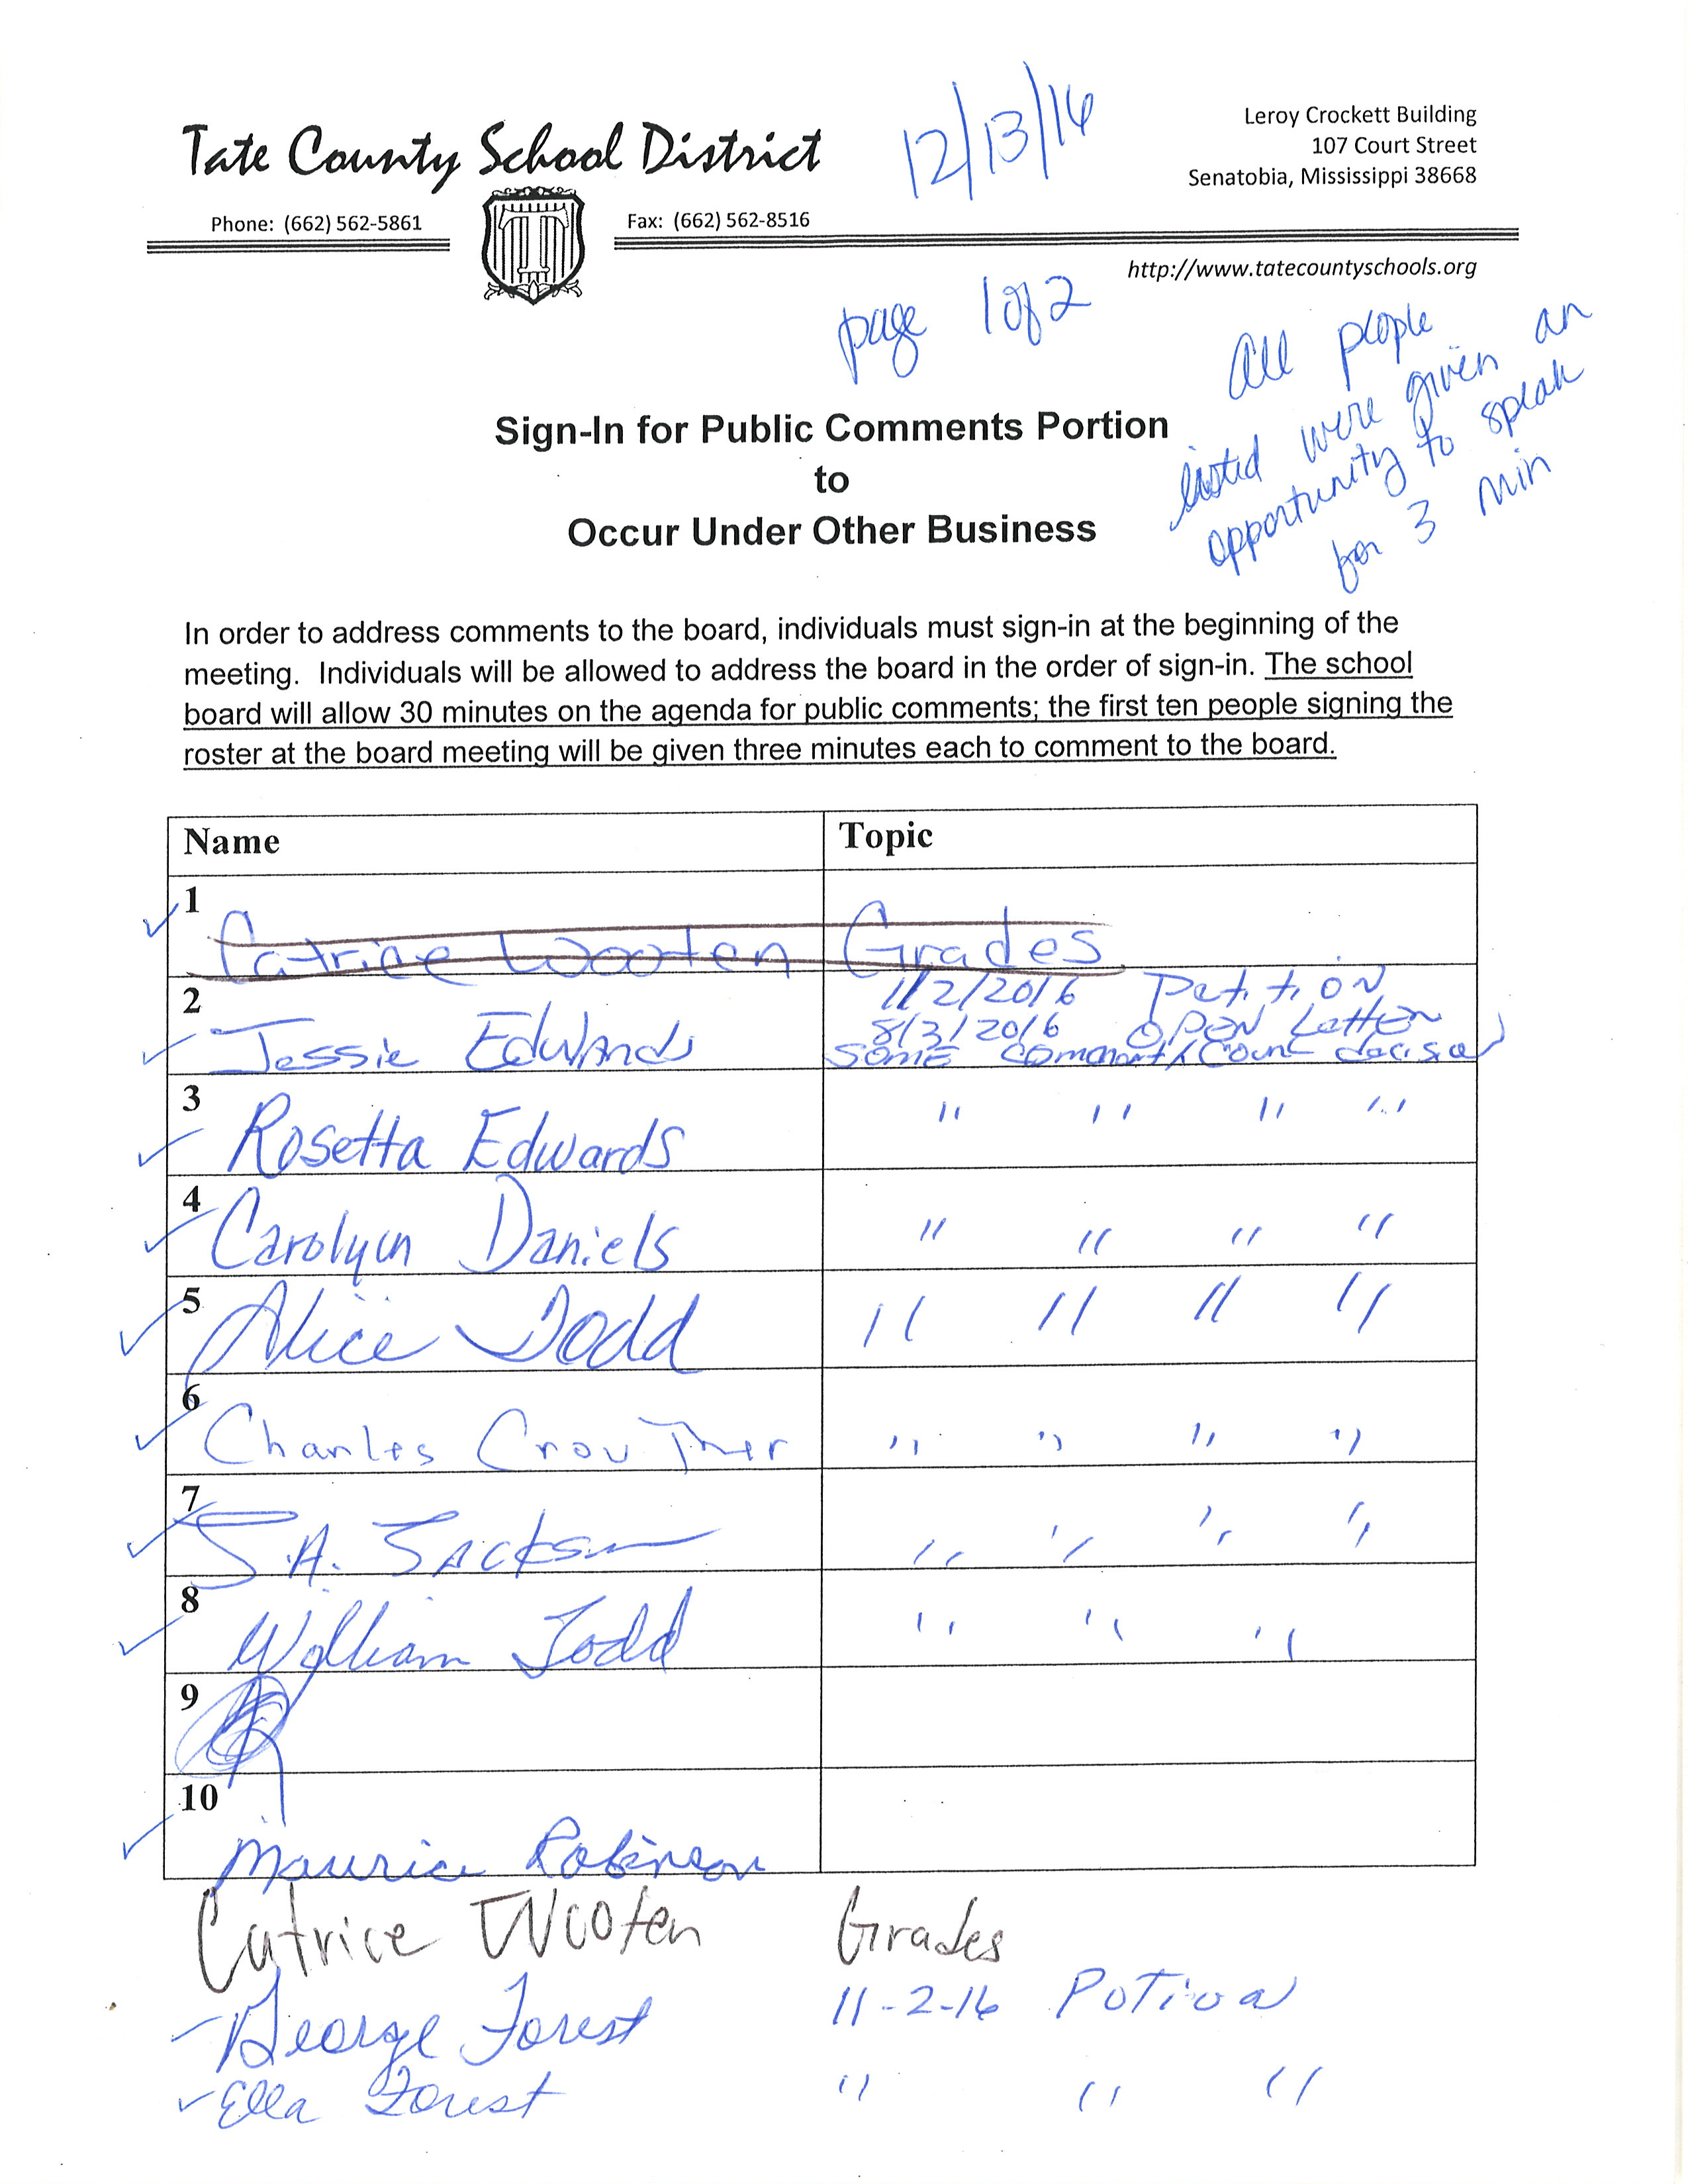 Tate County School District
12/13/16
Leroy Crockett Building
107 Court Street
Senatobia, Mississippi 38668
Phone: (662) 562-5861
Fax: (662) 562-8516
http://www.tatecountyschools.org
page 1 of 2
All people
listed were given an
opportunity to speak
for 3 min
Sign-In for Public Comments Portion
to
Occur Under Other Business
In order to address comments to the board, individuals must sign-in at the beginning of the
meeting. Individuals will be allowed to address the board in the order of sign-in. The school
board will allow 30 minutes on the agenda for public comments; the first ten people signing the
roster at the board meeting will be given three minutes each to comment to the board.
Name Topic
1 Catrice Wooten Grades
2 Jessie Edwards 11/2/2016 Petition
8/3/2016 Open Letter
Some Comment/Count decision
3 Rosetta Edwards " " " "
4 Carolyn Daniels " " " "
5 Alice Dodd " " " "
6 Charles CrouTher " " " "
7 J.A. Jackson " " " "
8 William Todd " " "
9
10 Maurice Robinson
Catrice Wooten Grades
George Forest 11-2-16 Potion
Ella Forest " " "